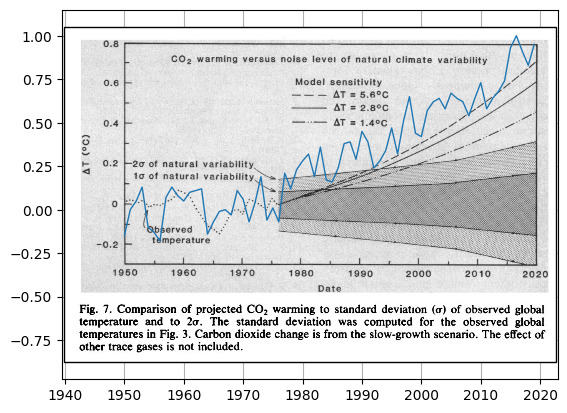 1.00
0.75
0.50
0.25
0.00
−0.25
−0.50
−0.75
1940 1950 1960 1970 1980 1990 2000 2010 2020
0.8
0.6
0.4
0.2
0
-0.2
ΔT (°C)
CO₂ warming versus noise level of natural climate variability
Model sensitivity
ΔT = 5.6°C
ΔT = 2.8°C
ΔT = 1.4°C
2σ of natural variability
1σ of natural variability
Observed
temperature
1950 1960 1970 1980 1990 2000 2010 2020
Date
Fig. 7. Comparison of projected CO₂ warming to standard deviation (σ) of observed global
temperature and to 2σ. The standard deviation was computed for the observed global
temperatures in Fig. 3. Carbon dioxide change is from the slow-growth scenario. The effect of
other trace gases is not included.